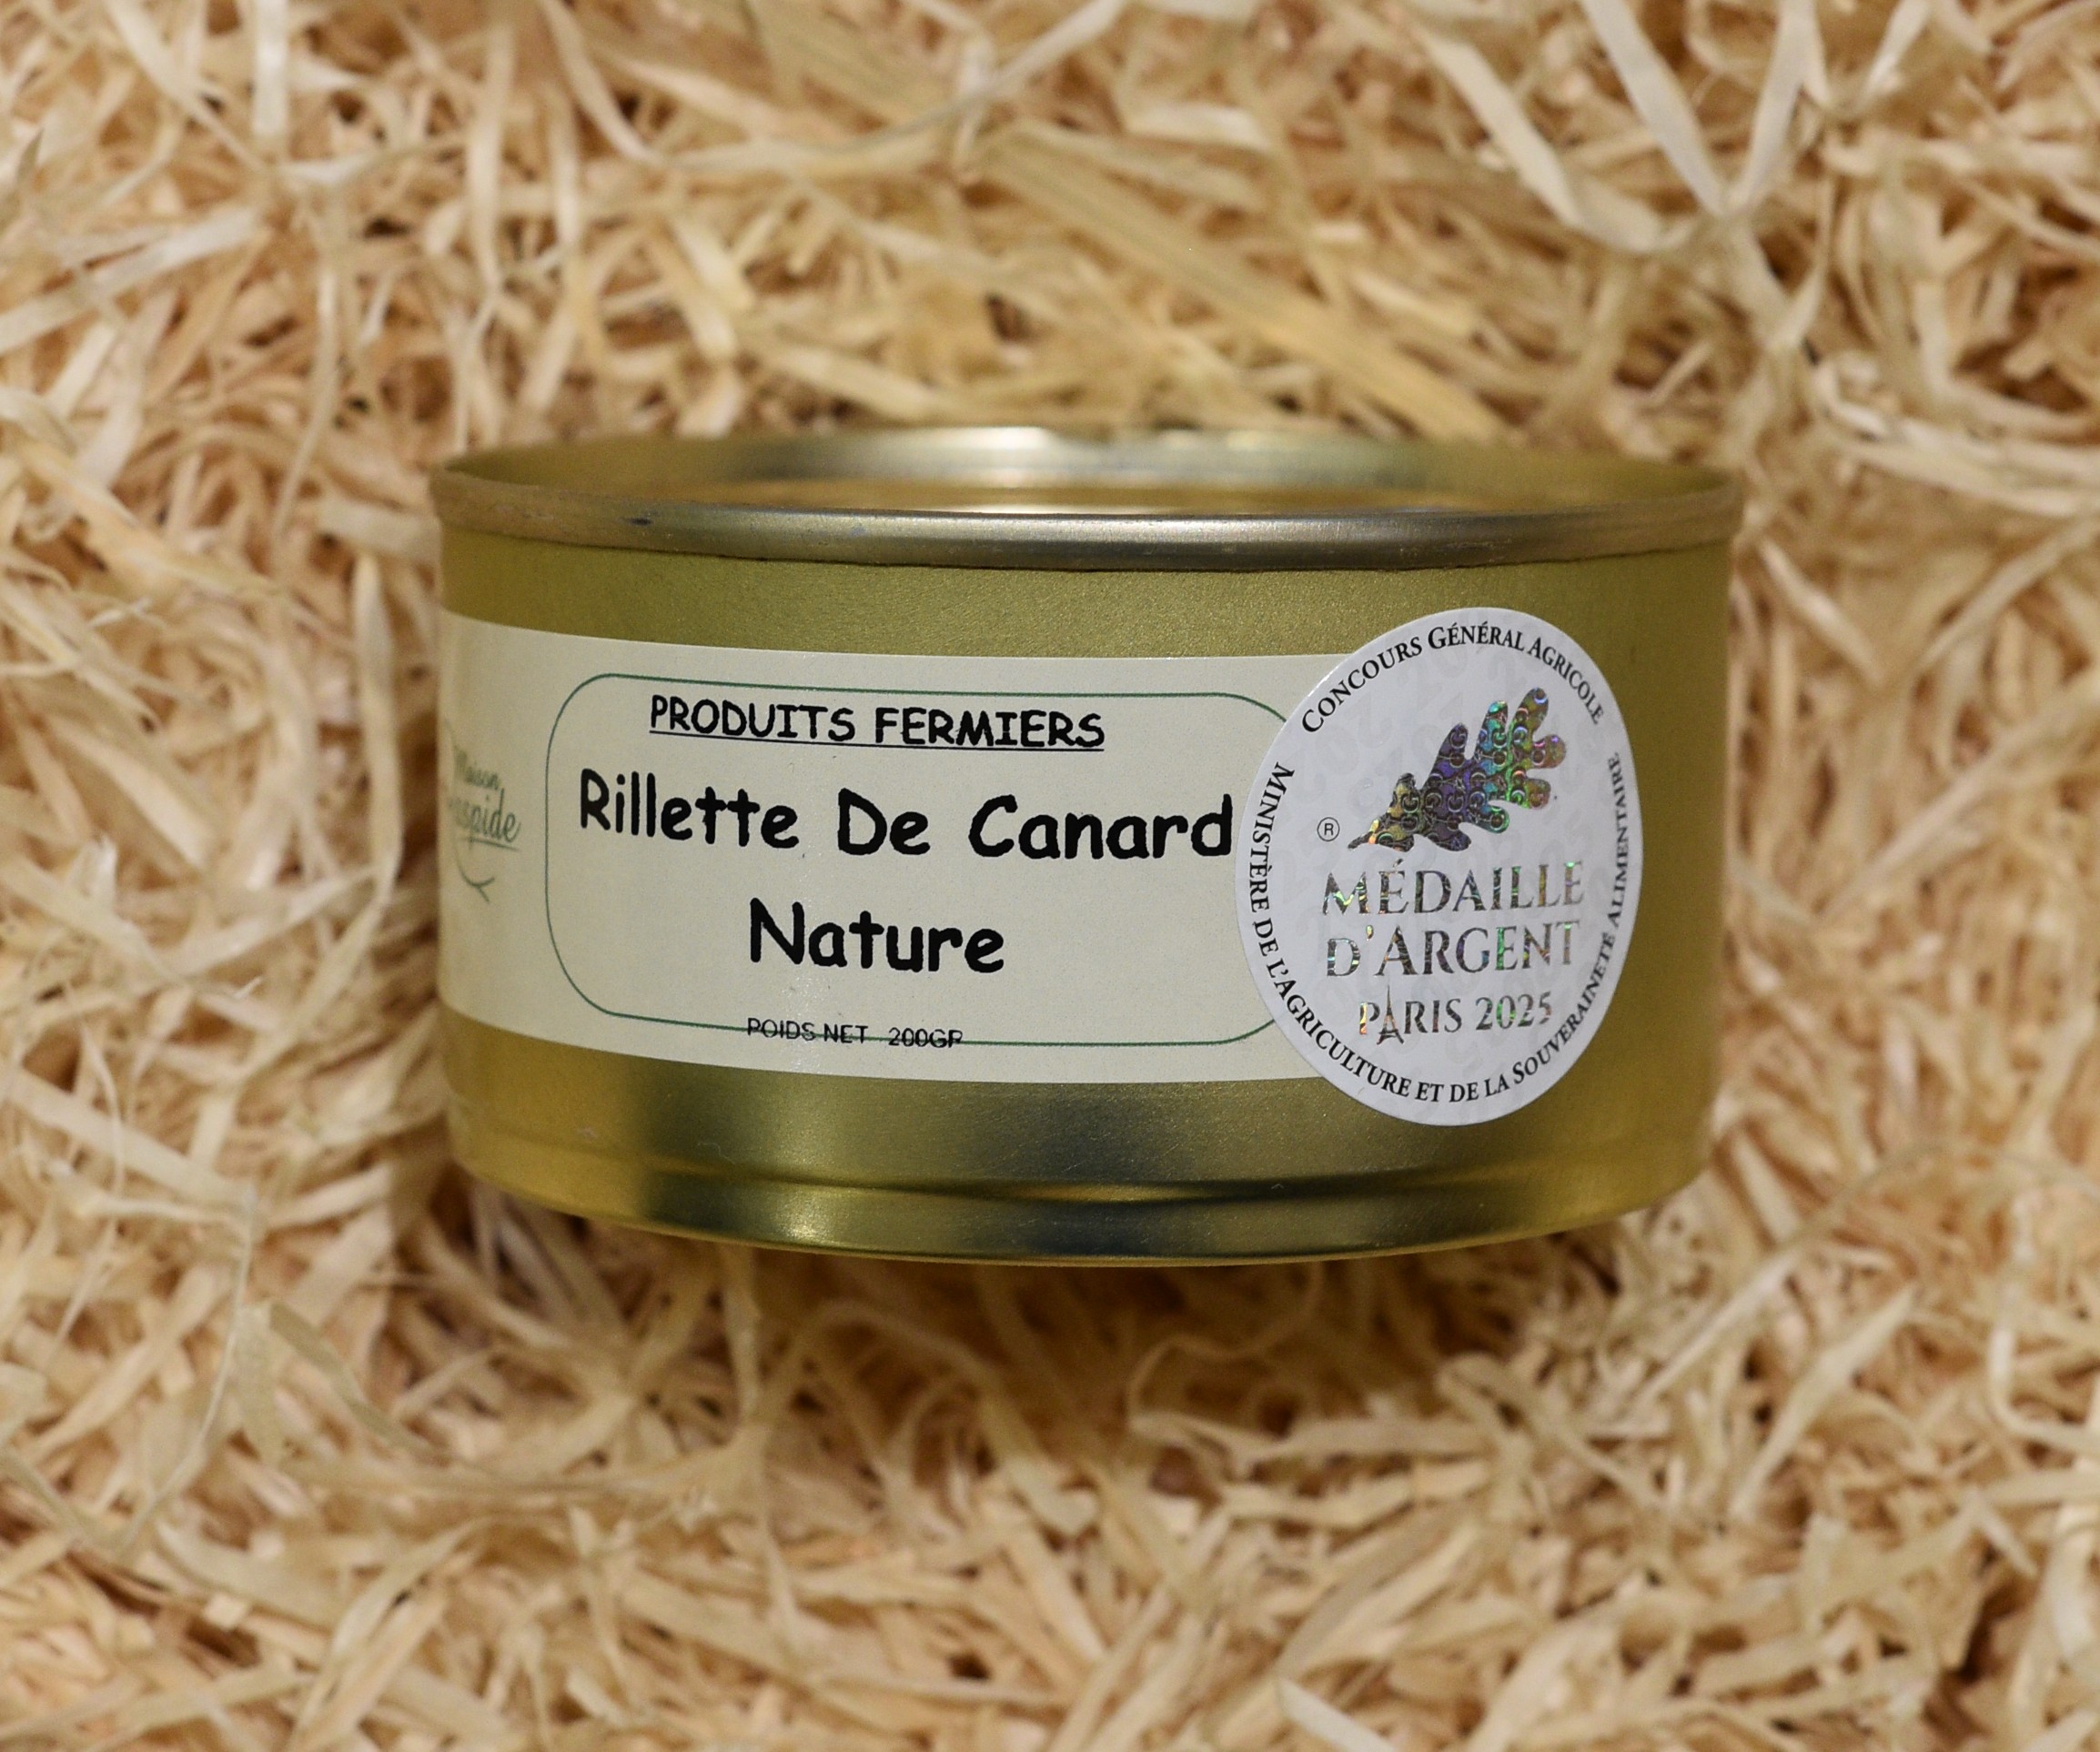 Maison
PRODUITS FERMIERS
Rillette De Canard
Nature
POIDS NET 200GR
CONCOURS GÉNÉRAL AGRICOLE
MINISTÈRE DE L'AGRICULTURE ET DE LA SOUVERAINETÉ ALIMENTAIRE
®
MÉDAILLE
D'ARGENT
PARIS 2025